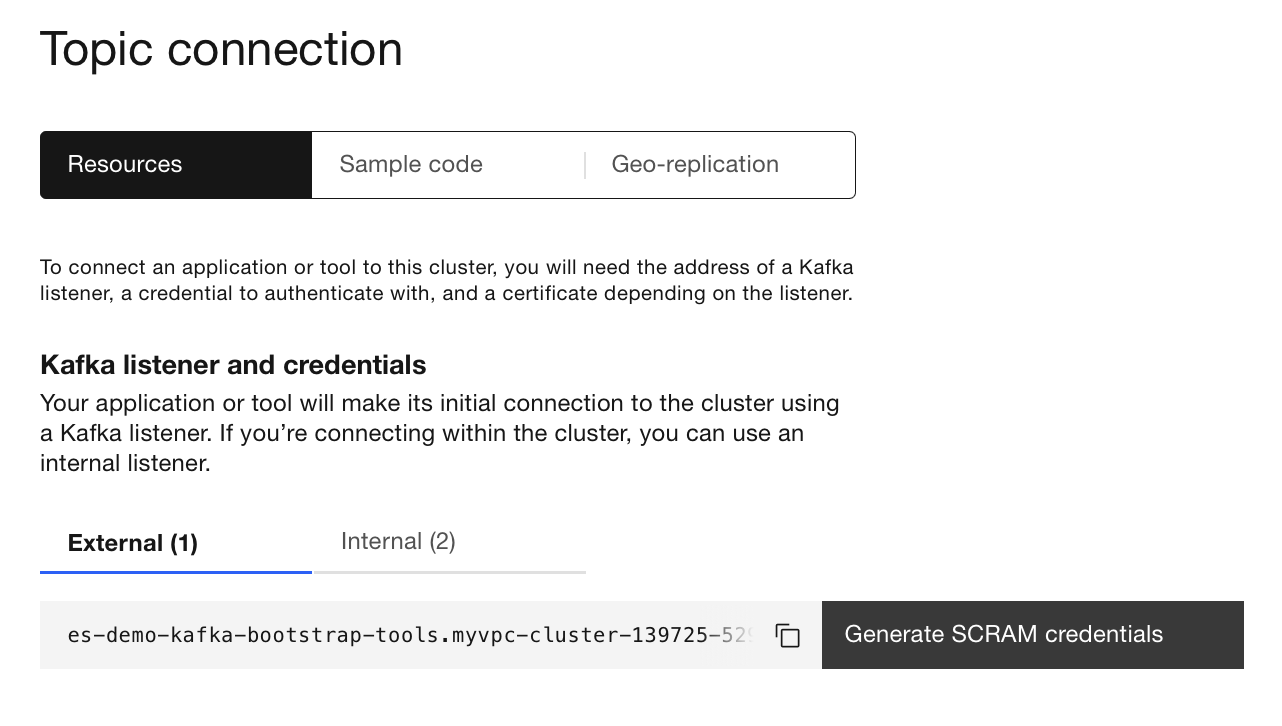 Topic connection
Resources
Sample code
Geo-replication
To connect an application or tool to this cluster, you will need the address of a Kafka
listener, a credential to authenticate with, and a certificate depending on the listener.
Kafka listener and credentials
Your application or tool will make its initial connection to the cluster using
a Kafka listener. If you’re connecting within the cluster, you can use an
internal listener.
External (1)
Internal (2)
es-demo-kafka-bootstrap-tools.myvpc-cluster-139725-529
Generate SCRAM credentials